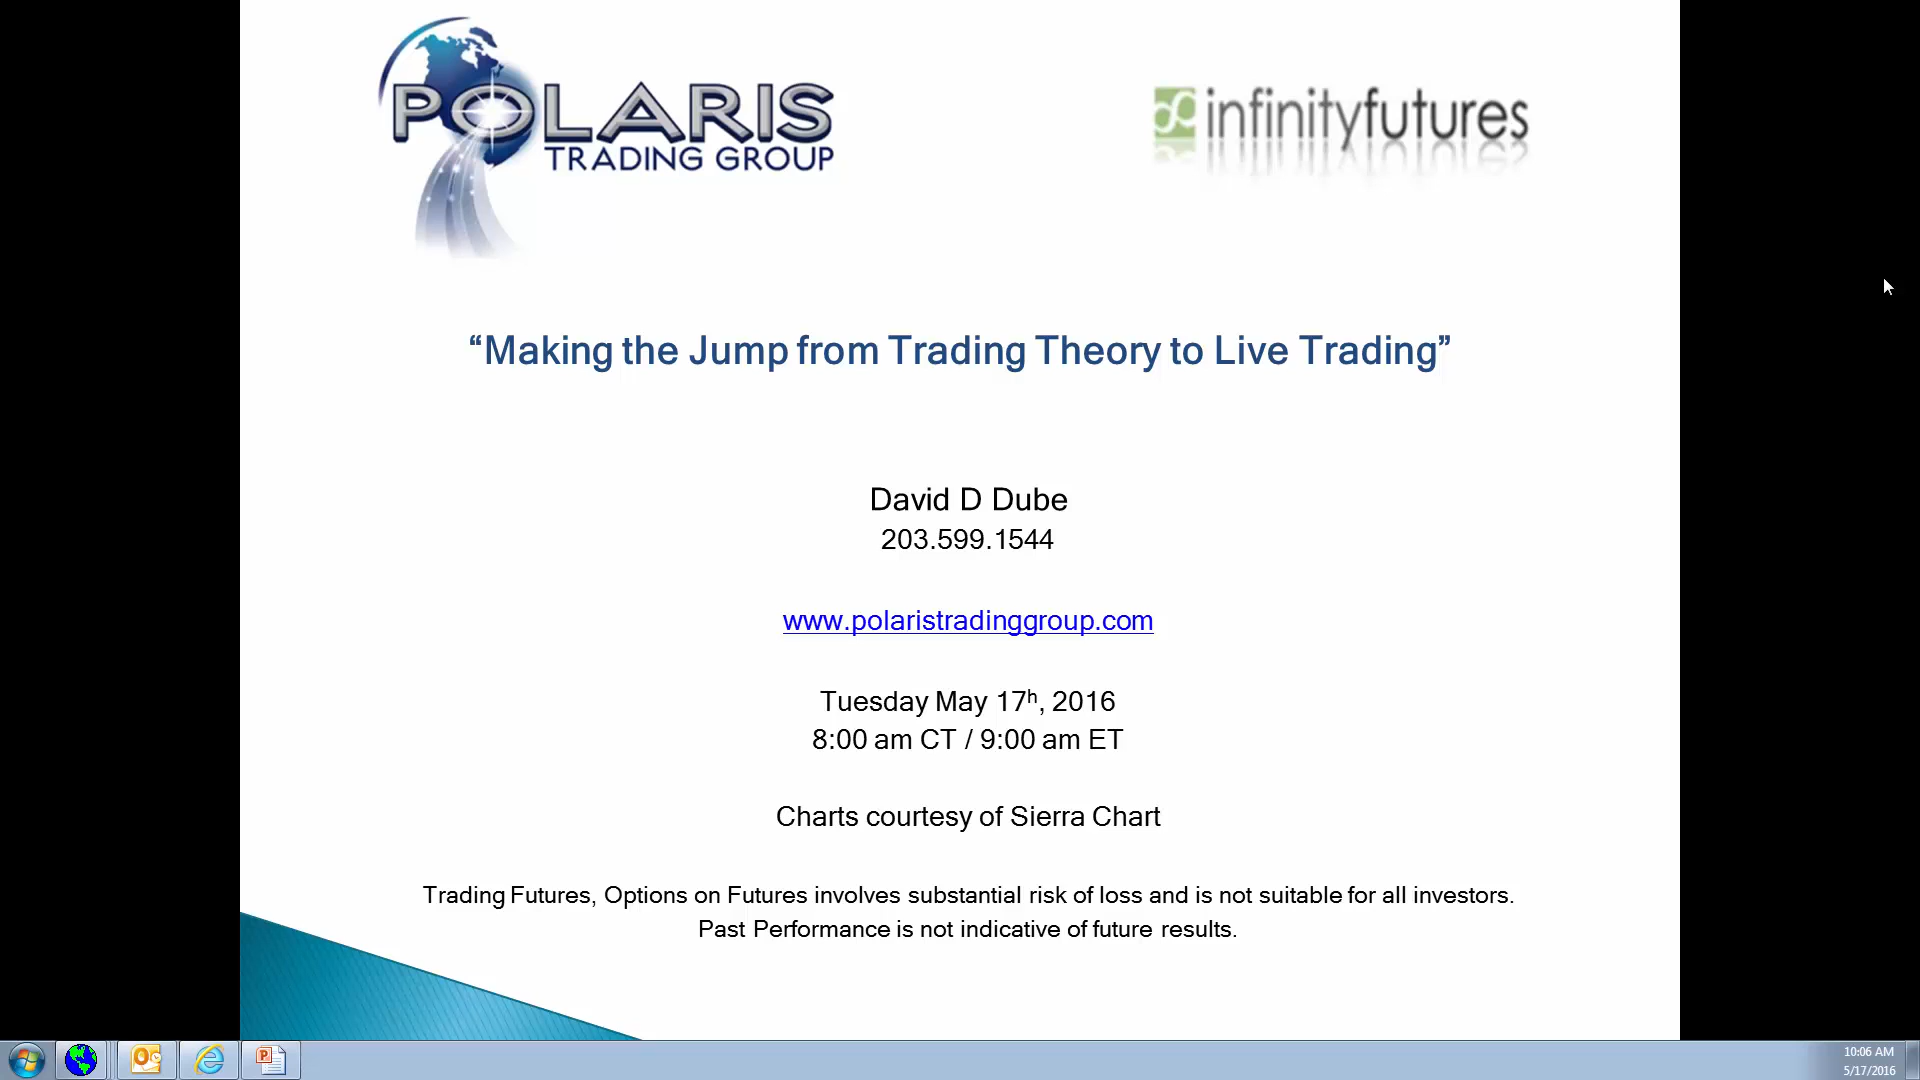 POLARIS
TRADING GROUP
infinityfutures
“Making the Jump from Trading Theory to Live Trading”
David D Dube
203.599.1544
www.polaristradinggroup.com
Tuesday May 17h, 2016
8:00 am CT / 9:00 am ET
Charts courtesy of Sierra Chart
Trading Futures, Options on Futures involves substantial risk of loss and is not suitable for all investors.
Past Performance is not indicative of future results.
10:06 AM
5/17/2016